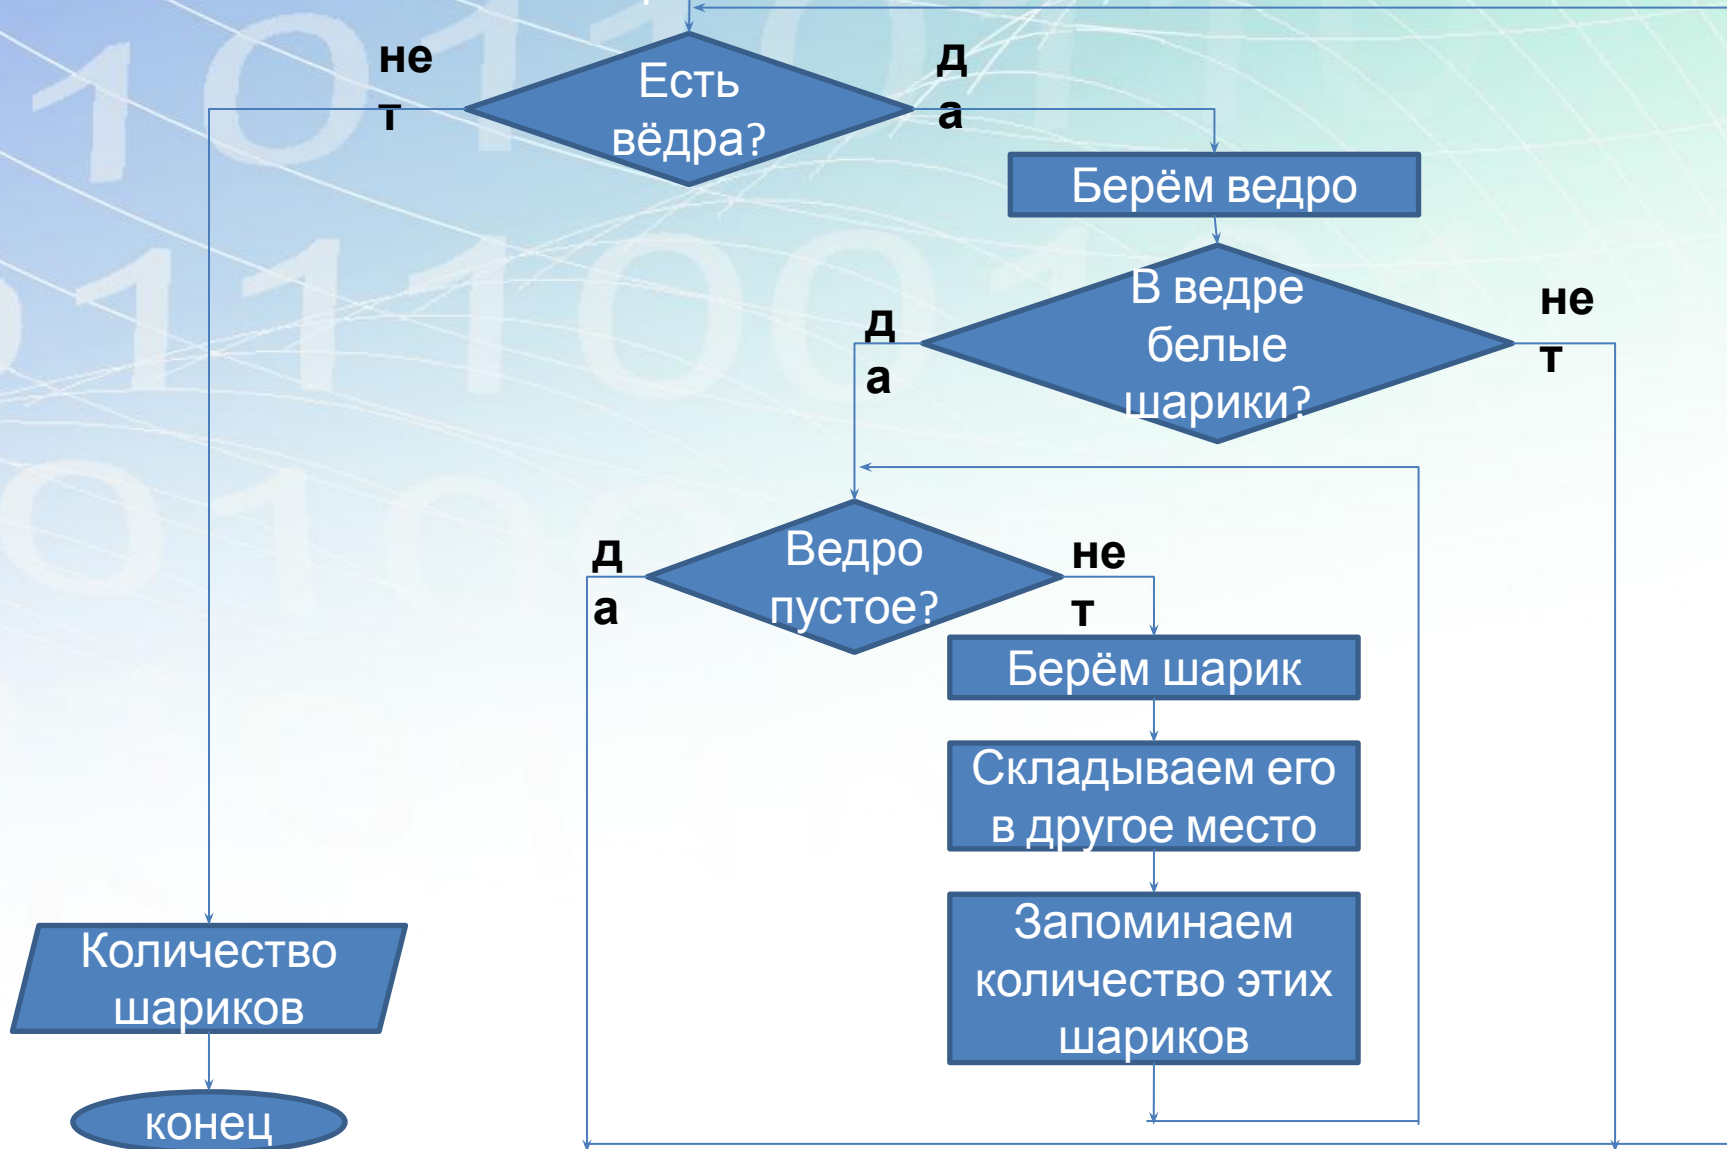 не
т
Есть
вёдра?
д
а
Берём ведро
В ведре
белые
шарики?
д
а
не
т
Ведро
пустое?
д
а
не
т
Берём шарик
Складываем его
в другое место
Запоминаем
количество этих
шариков
Количество
шариков
конец